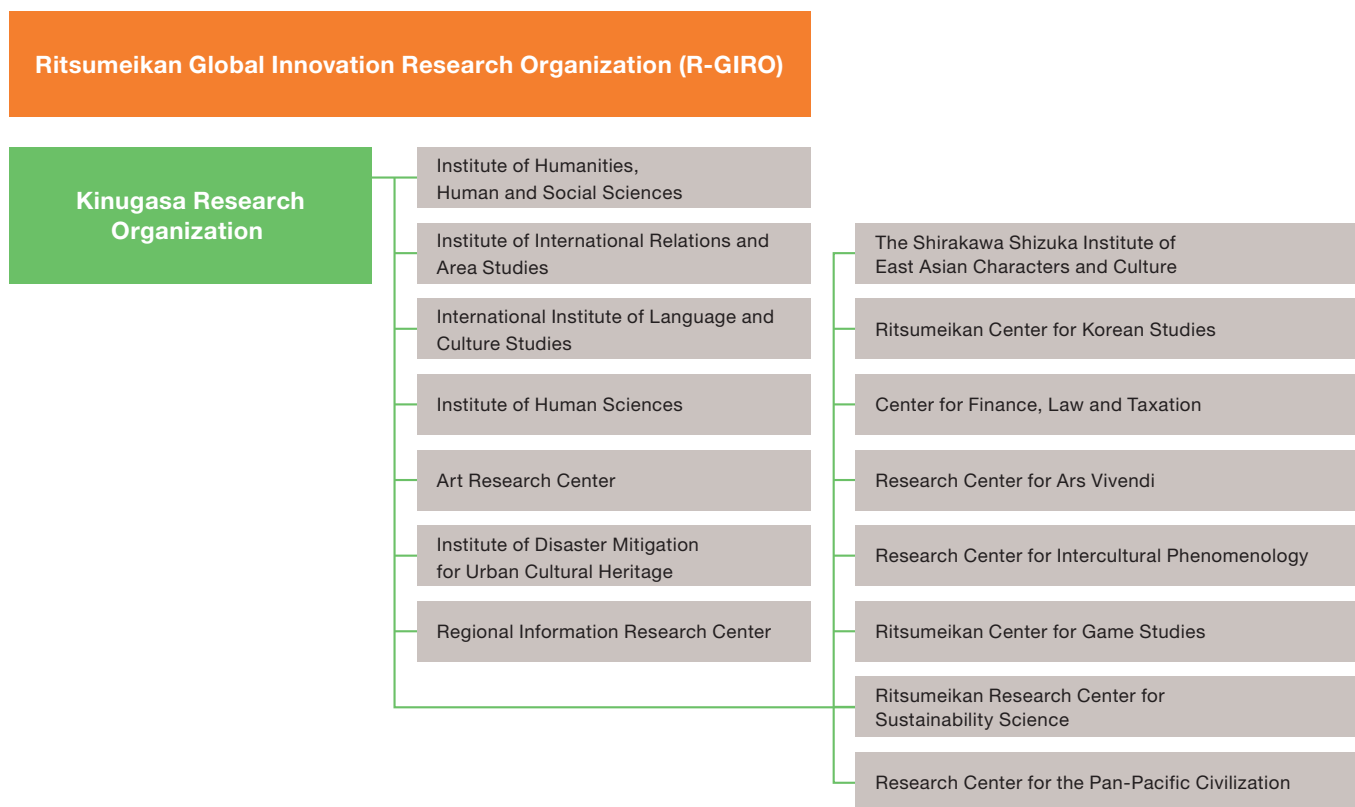 Ritsumeikan Global Innovation Research Organization (R-GIRO)
Kinugasa Research
Organization
Institute of Humanities,
Human and Social Sciences
Institute of International Relations and
Area Studies
International Institute of Language and
Culture Studies
Institute of Human Sciences
Art Research Center
Institute of Disaster Mitigation
for Urban Cultural Heritage
Regional Information Research Center
The Shirakawa Shizuka Institute of
East Asian Characters and Culture
Ritsumeikan Center for Korean Studies
Center for Finance, Law and Taxation
Research Center for Ars Vivendi
Research Center for Intercultural Phenomenology
Ritsumeikan Center for Game Studies
Ritsumeikan Research Center for
Sustainability Science
Research Center for the Pan-Pacific Civilization